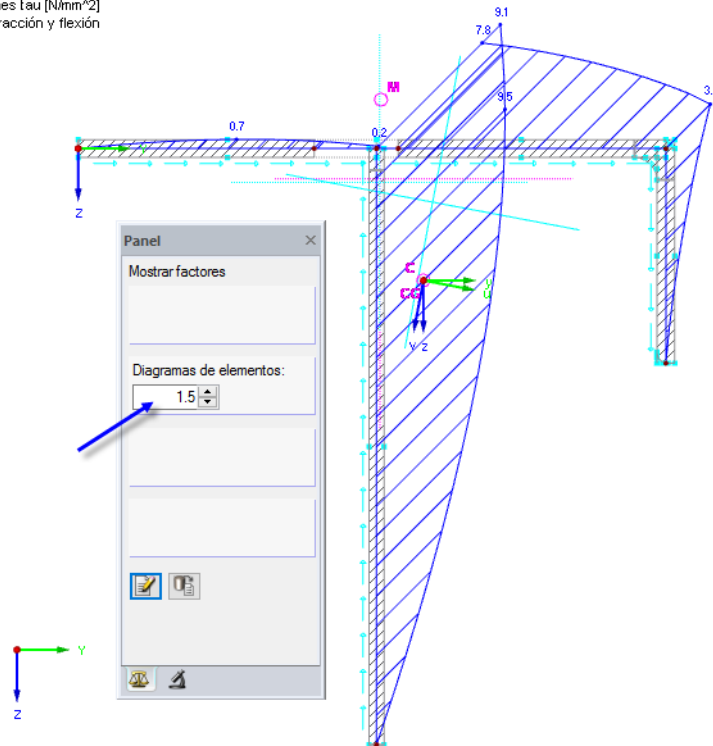 es tau [N/mm^2]
racción y flexión
9.1
7.8
9.5
3.
M
0.7
0.2
Y
Z
Panel
Mostrar factores
Diagramas de elementos:
1.5
C
CG
y
u
v
z
Y
Z